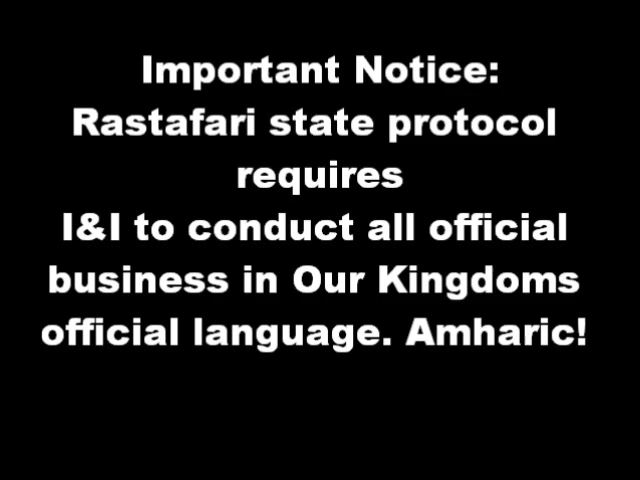 Important Notice:
Rastafari state protocol
requires
I&I to conduct all official
business in Our Kingdoms
official language. Amharic!